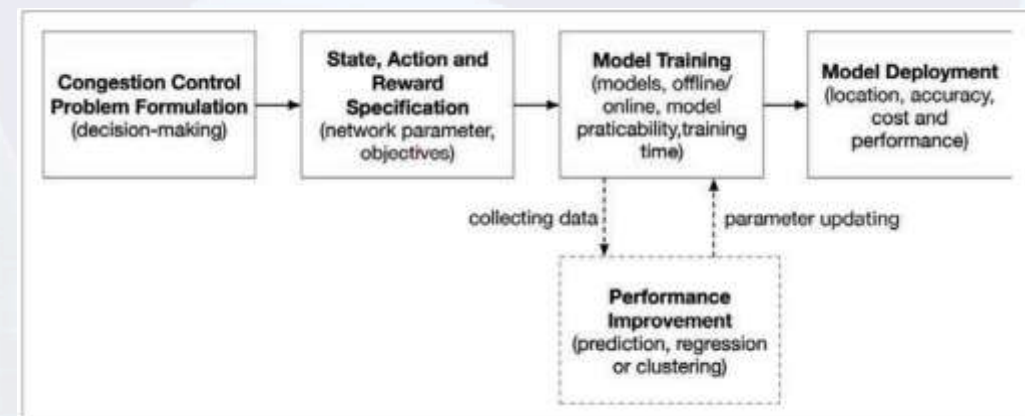 Congestion Control
Problem Formulation
(decision-making)
State, Action and
Reward
Specification
(network parameter,
objectives)
Model Training
(models, offline/
online, model
praticability,training
time)
Model Deployment
(location, accuracy,
cost and
performance)
collecting data
parameter updating
Performance
Improvement
(prediction, regression
or clustering)